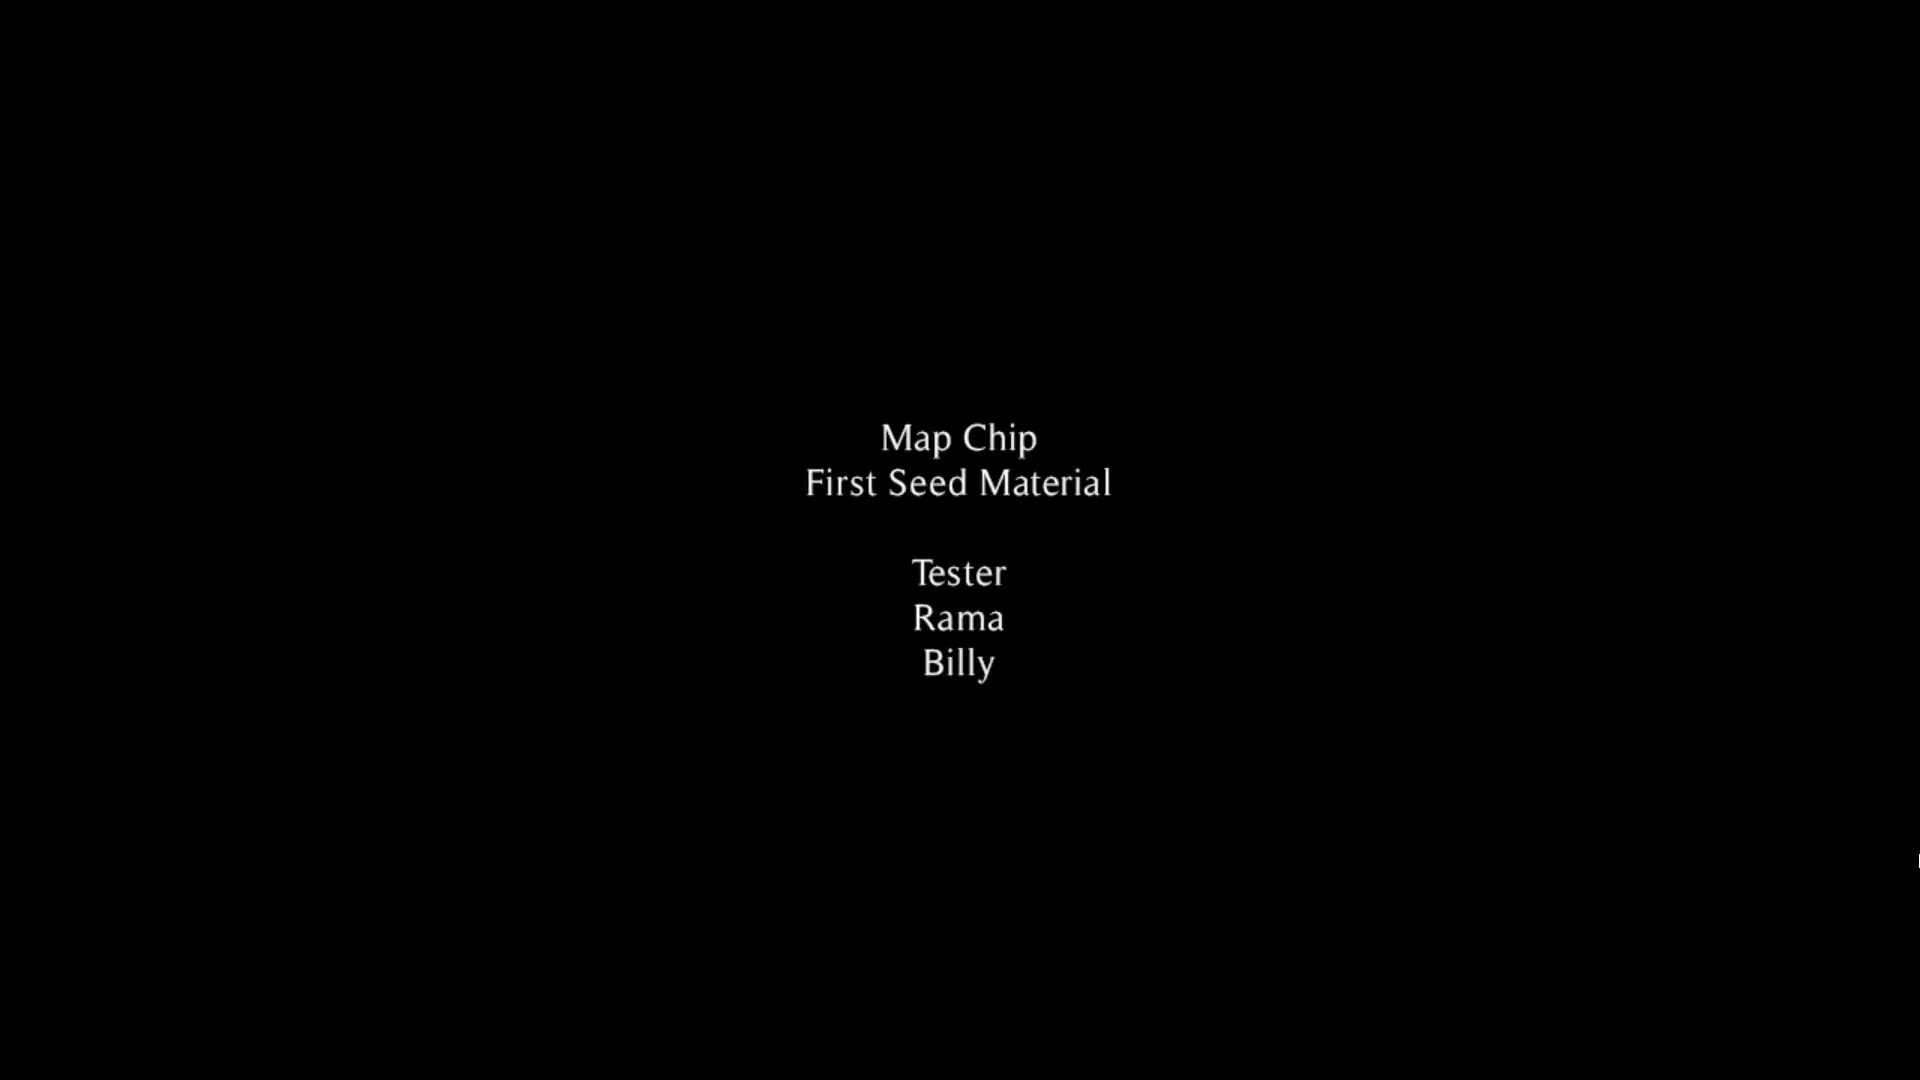 Map Chip
First Seed Material
Tester
Rama
Billy